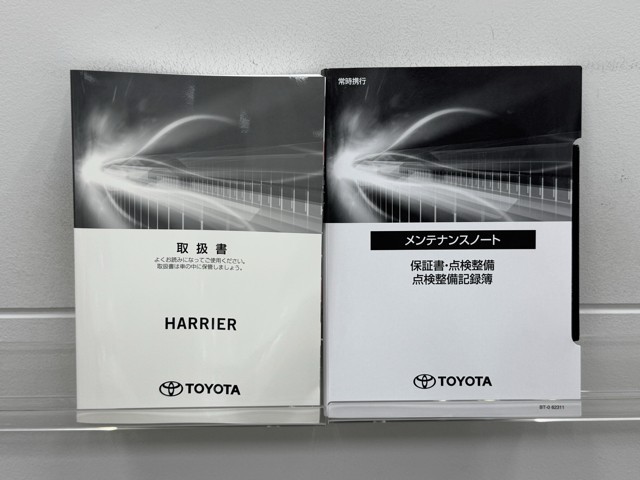 取扱書
よくお読みになってご使用ください。
取扱書は車の中に保管しましょう。
HARRIER
TOYOTA
常時携行
メンテナンスノート
保証書・点検整備
点検整備記録簿
TOYOTA